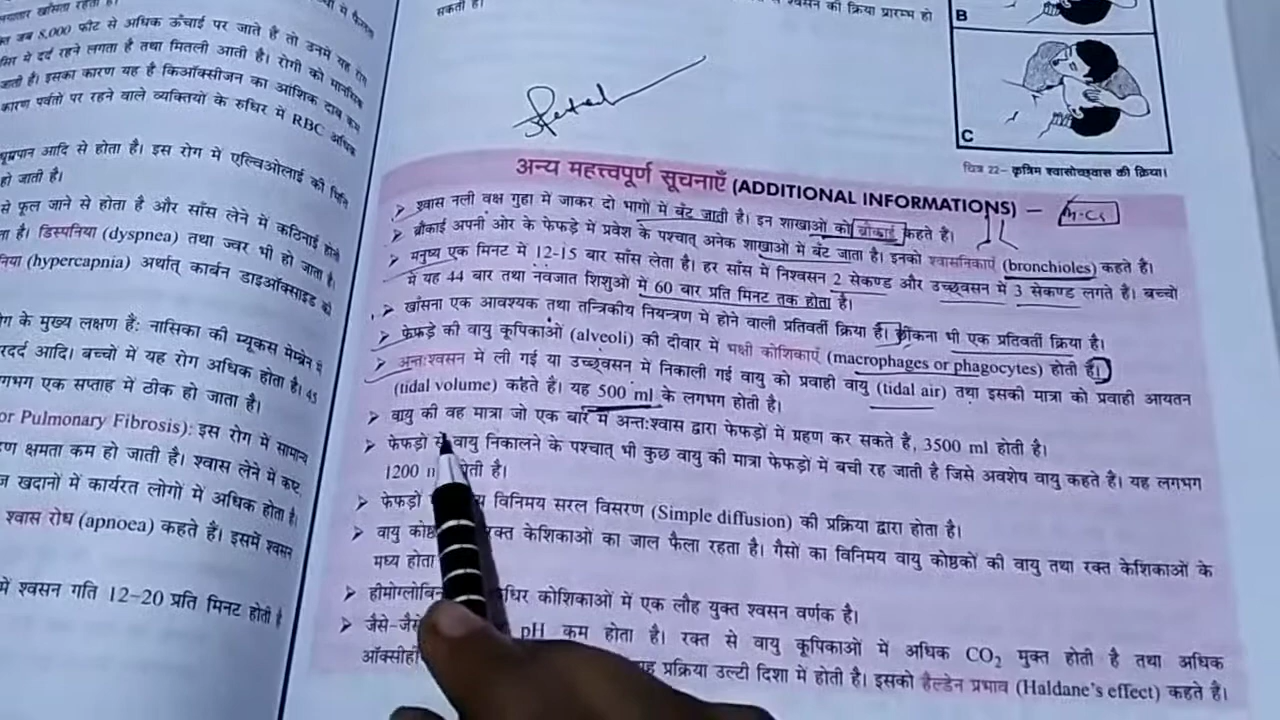 लगातार खाँसता रहता है।
जब 8,000 फीट से अधिक ऊँचाई पर जाते हैं तो उनमें यह रोग
सिर में दर्द रहने लगता है तथा मितली आती है। रोगी को मानसिक
जाती है। इसका कारण यह है किऑक्सीजन का आंशिक दाब कम
कारण पर्वतों पर रहने वाले व्यक्तियों के रुधिर में RBC अधिक
धूम्रपान आदि से होता है। इस रोग में एल्विओलाई की भित्ति
हो जाती है।
से फूल जाने से होता है और साँस लेने में कठिनाई होने
है। डिस्पनिया (dyspnea) तथा ज्वर भी हो जाता है।
(hypercapnia) अर्थात् कार्बन डाइऑक्साइड को
के मुख्य लक्षण हैं: नासिका की म्यूकस मेम्ब्रेन में
आदि। बच्चों में यह रोग अधिक होता है। 45
लगभग एक सप्ताह में ठीक हो जाता है।
or Pulmonary Fibrosis): इस रोग में सामान्य
क्षमता कम हो जाती है। श्वास लेने में कष्ट
खदानों में कार्यरत लोगों में अधिक होता है।
श्वास रोध (apnoea) कहते हैं। इसमें श्वसन
में श्वसन गति 12–20 प्रति मिनट होती है
सकती है।
श्वसन की क्रिया प्रारम्भ हो
B
C
चित्र 22– कृत्रिम श्वासोच्छ्वास की क्रिया।
अन्य महत्त्वपूर्ण सूचनाएँ (ADDITIONAL INFORMATIONS) –
➤ श्वास नली वक्ष गुहा में जाकर दो भागों में बँट जाती है। इन शाखाओं को ब्रौंकाई कहते है।
➤ ब्रौंकाई अपनी ओर के फेफड़े में प्रवेश के पश्चात् अनेक शाखाओं में बँट जाता है। इनको श्वासनिकाएँ (bronchioles) कहते हैं।
➤ मनुष्य एक मिनट में 12-15 बार साँस लेता है। हर साँस में निश्वसन 2 सेकण्ड और उच्छ्वसन में 3 सेकण्ड लगते हैं। बच्चों
में यह 44 बार तथा नवजात शिशुओं में 60 बार प्रति मिनट तक होता है।
➤ खाँसना एक आवश्यक तथा तन्त्रिकीय नियन्त्रण में होने वाली प्रतिवर्ती क्रिया है। छींकना भी एक प्रतिवर्ती क्रिया है।
➤ फेफड़े की वायु कूपिकाओं (alveoli) की दीवार में भक्षी कोशिकाएँ (macrophages or phagocytes) होती हैं।
➤ अन्तःश्वसन में ली गई या उच्छ्वसन में निकाली गई वायु को प्रवाही वायु (tidal air) तथा इसकी मात्रा को प्रवाही आयतन
(tidal volume) कहते हैं। यह 500 ml के लगभग होती है।
➤ वायु की वह मात्रा जो एक बार में अन्तःश्वास द्वारा फेफड़ों में ग्रहण कर सकते है, 3500 ml होती है।
➤ फेफड़ों से वायु निकालने के पश्चात् भी कुछ वायु की मात्रा फेफड़ों में बची रह जाती है जिसे अवशेष वायु कहते है। यह लगभग
1200 होती है।
➤ फेफड़ों विनिमय सरल विसरण (Simple diffusion) की प्रक्रिया द्वारा होता है।
➤ वायु रक्त केशिकाओं का जाल फैला रहता है। गैसों का विनिमय वायु कोष्ठकों की वायु तथा रक्त केशिकाओं के
मध्य होता
➤ रुधिर कोशिकाओं में एक लौह युक्त श्वसन वर्णक है।
➤ pH कम होता है। रक्त से वायु कूपिकाओं में अधिक CO₂ मुक्त होती है तथा अधिक
प्रक्रिया उल्टी दिशा में होती है। इसको हैल्डेन प्रभाव (Haldane's effect) कहते हैं।